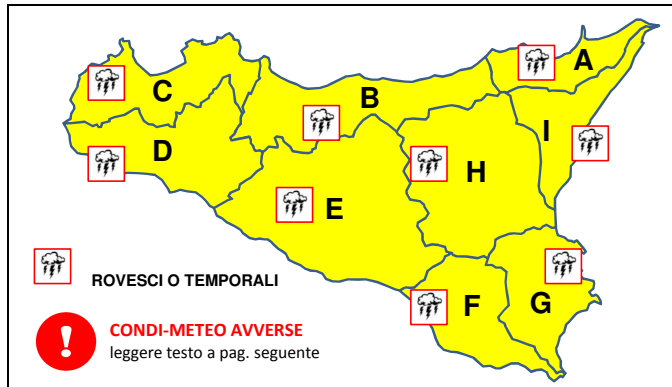 A
C
B
I
D
H
E
ROVESCI O TEMPORALI
F
G
CONDI-METEO AVVERSE
leggere testo a pag. seguente